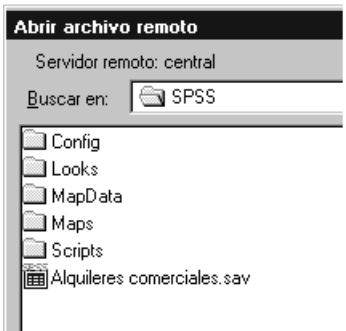 Abrir archivo remoto
Servidor remoto: central
Buscar en: SPSS
Config
Looks
MapData
Maps
Scripts
Alquileres comerciales.sav